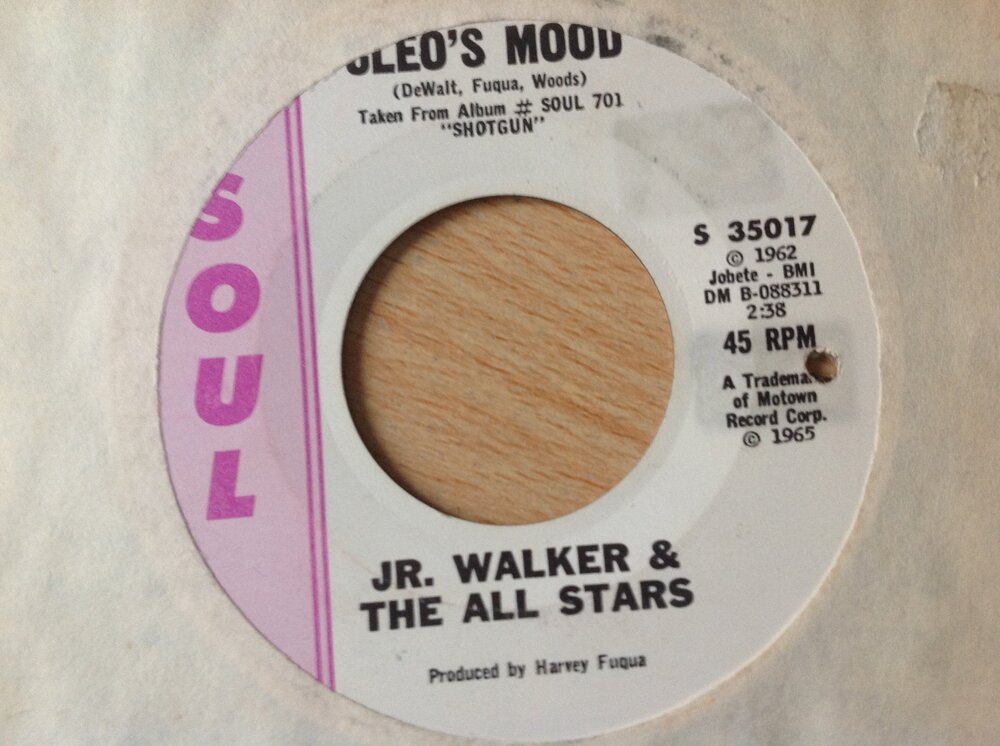 CLEO'S MOOD
(DeWalt, Fuqua, Woods)
Taken From Album # SOUL 701
"SHOTGUN"
SOUL
S 35017
© 1962
Jobete - BMI
DM B-088311
2:38
45 RPM
A Tradema
of Motown
Record Corp.
© 1965
JR. WALKER &
THE ALL STARS
Produced by Harvey Fuqua